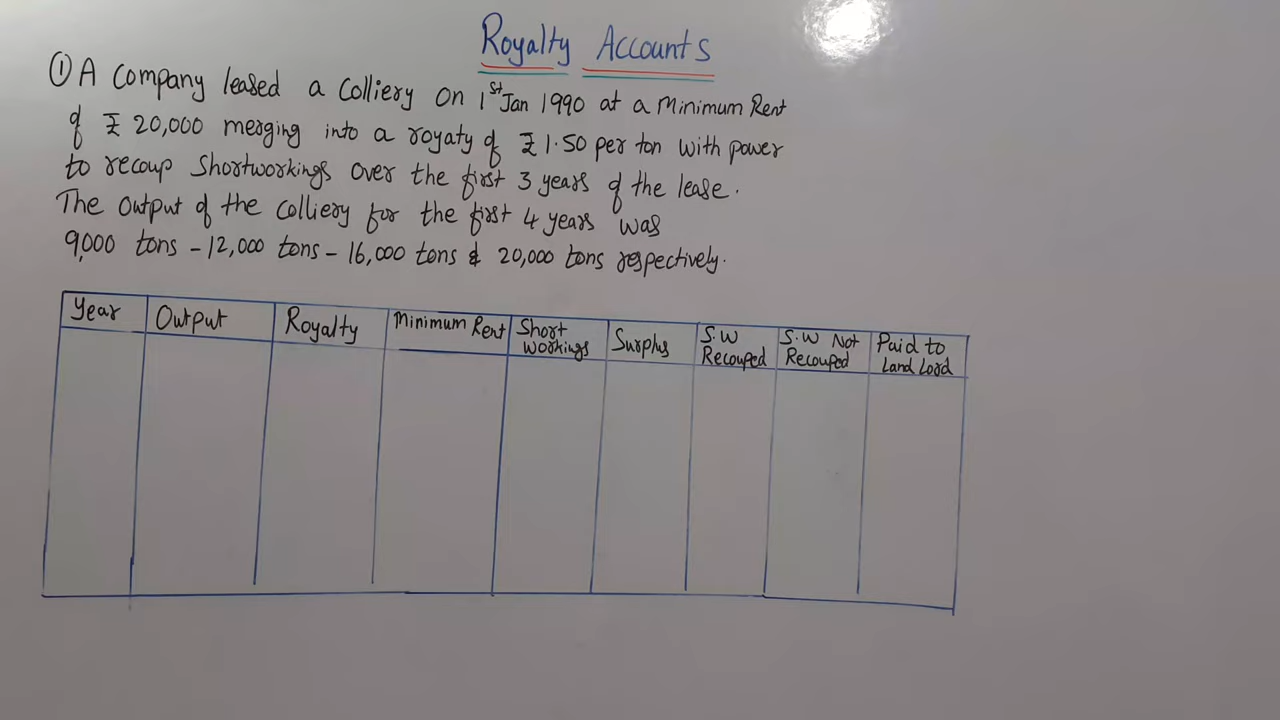 Royalty Accounts
① A Company leased a Colliery on 1st Jan 1990 at a Minimum Rent
of ₹ 20,000 merging into a royaty of ₹ 1.50 per ton with power
to recoup Shortworkings over the first 3 years of the lease.
The Output of the Colliery for the first 4 years was
9,000 tons - 12,000 tons - 16,000 tons & 20,000 tons respectively.
Year Output Royalty Minimum Rent Short workings Surplus S.W Recouped S.W Not Recouped Paid to Land Lord